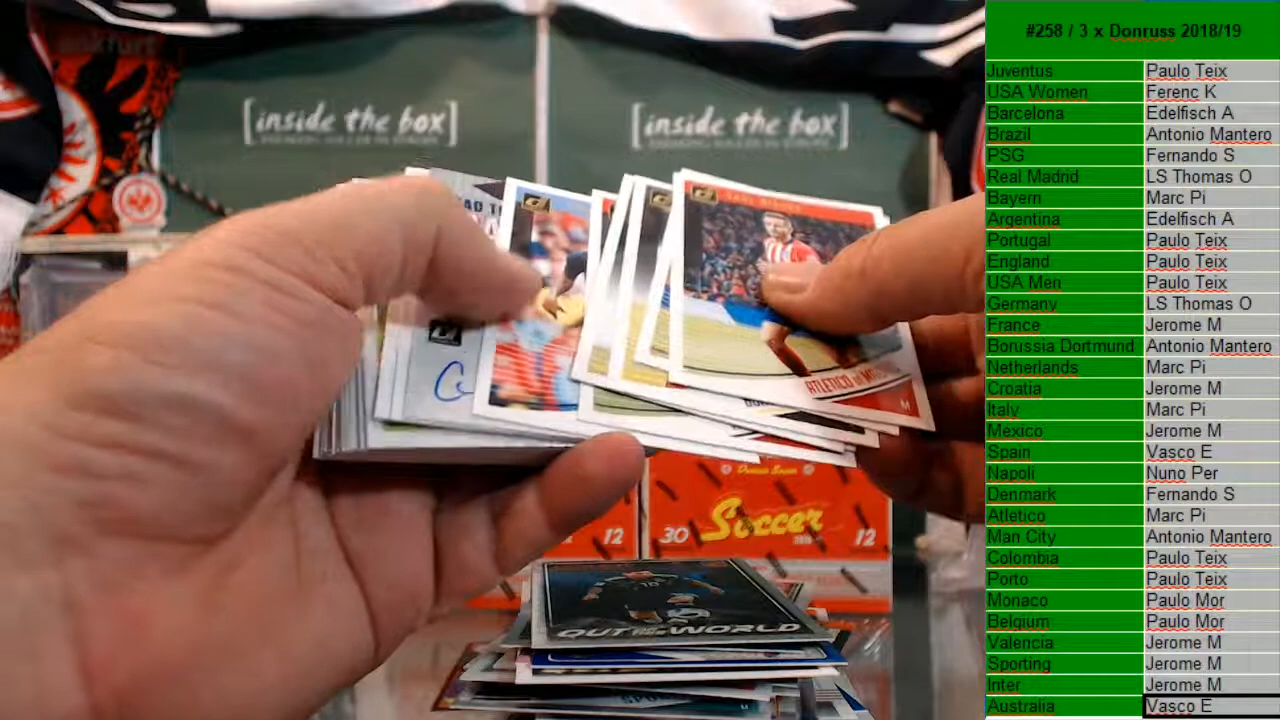 ankfurt
[inside the box]
[inside the box]
ATLETICO
M
Donruss Soccer
12
30
Soccer
12
OUT OF THE WORLD
#258 / 3 x Donruss 2018/19
Juventus Paulo Teix
USA Women Ferenc K
Barcelona Edelfisch A
Brazil Antonio Mantero
PSG Fernando S
Real Madrid LS Thomas O
Bayern Marc Pi
Argentina Edelfisch A
Portugal Paulo Teix
England Paulo Teix
USA Men Paulo Teix
Germany LS Thomas O
France Jerome M
Borussia Dortmund Antonio Mantero
Netherlands Marc Pi
Croatia Jerome M
Italy Marc Pi
Mexico Jerome M
Spain Vasco E
Napoli Nuno Per
Denmark Fernando S
Atletico Marc Pi
Man City Antonio Mantero
Colombia Paulo Teix
Porto Paulo Teix
Monaco Paulo Mor
Belgium Paulo Mor
Valencia Jerome M
Sporting Jerome M
Inter Jerome M
Australia Vasco E